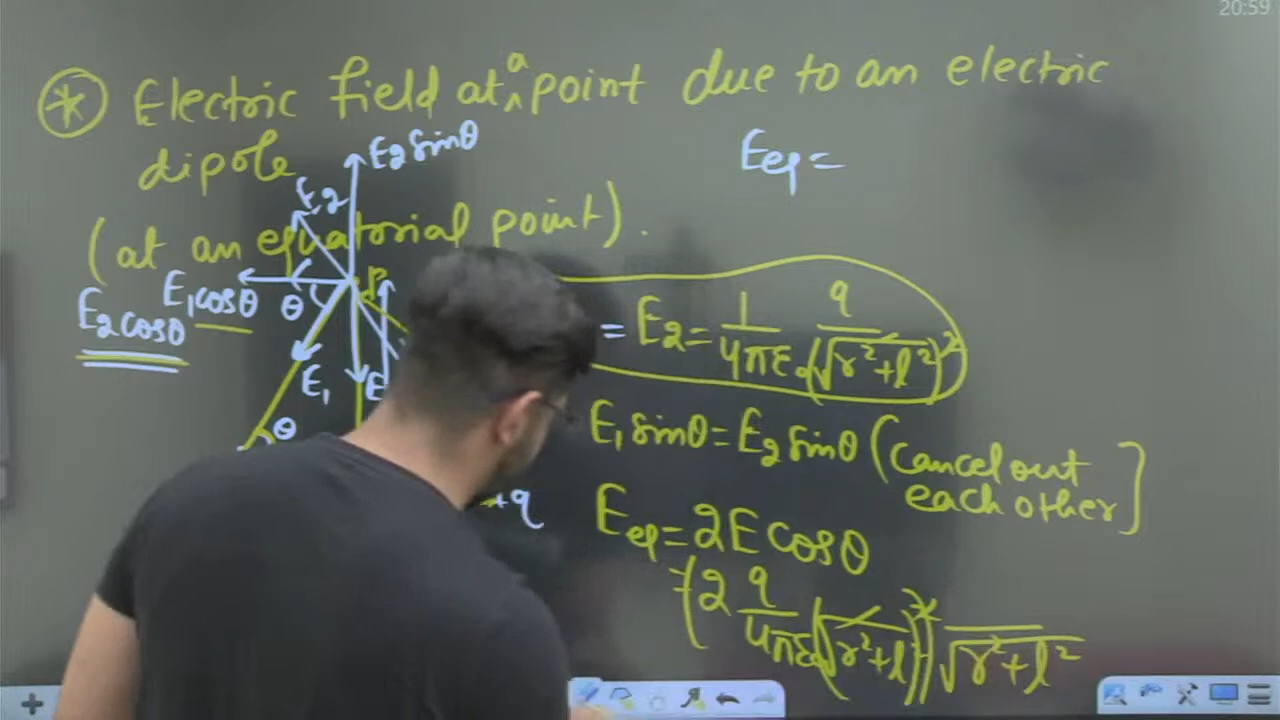 20:59
* Electric field at a point due to an electric
dipole
(at an equatorial point).
E2 sinθ
E2
E1cosθ
E2cosθ
θ
P
E1
E
θ
+q
Eeq=
= E2 = 1/4πε0 q/(√r²+l²)²
E1 sinθ = E2 sinθ (cancel out
each other]
Eeq = 2E cosθ
=(2 q/4πε0(√r²+l²)²) /√r²+l²